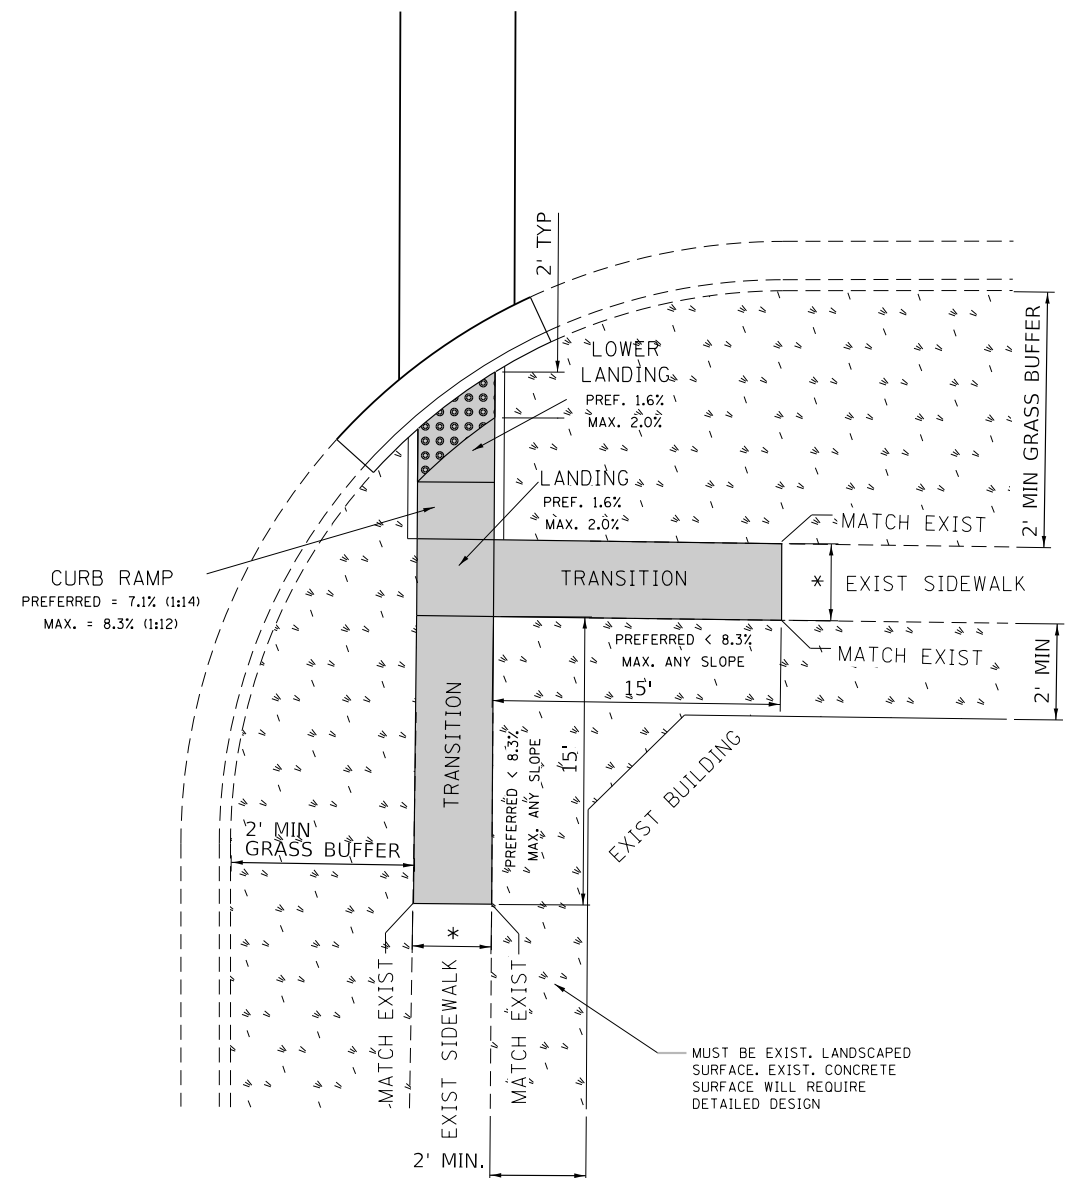 2' TYP
LOWER
LANDING
PREF. 1.6%
MAX. 2.0%
2' MIN GRASS BUFFER
LANDING
PREF. 1.6%
MAX. 2.0%
MATCH EXIST
CURB RAMP
PREFERRED = 7.1% (1:14)
MAX. = 8.3% (1:12)
TRANSITION
*
EXIST SIDEWALK
PREFERRED < 8.3%
MAX. ANY SLOPE
MATCH EXIST
2' MIN
15'
TRANSITION
PREFERRED < 8.3%
MAX. ANY SLOPE
15'
EXIST BUILDING
2' MIN
GRASS BUFFER
*
MATCH EXIST
EXIST SIDEWALK
MATCH EXIST
MUST BE EXIST. LANDSCAPED
SURFACE. EXIST. CONCRETE
SURFACE WILL REQUIRE
DETAILED DESIGN
2' MIN.